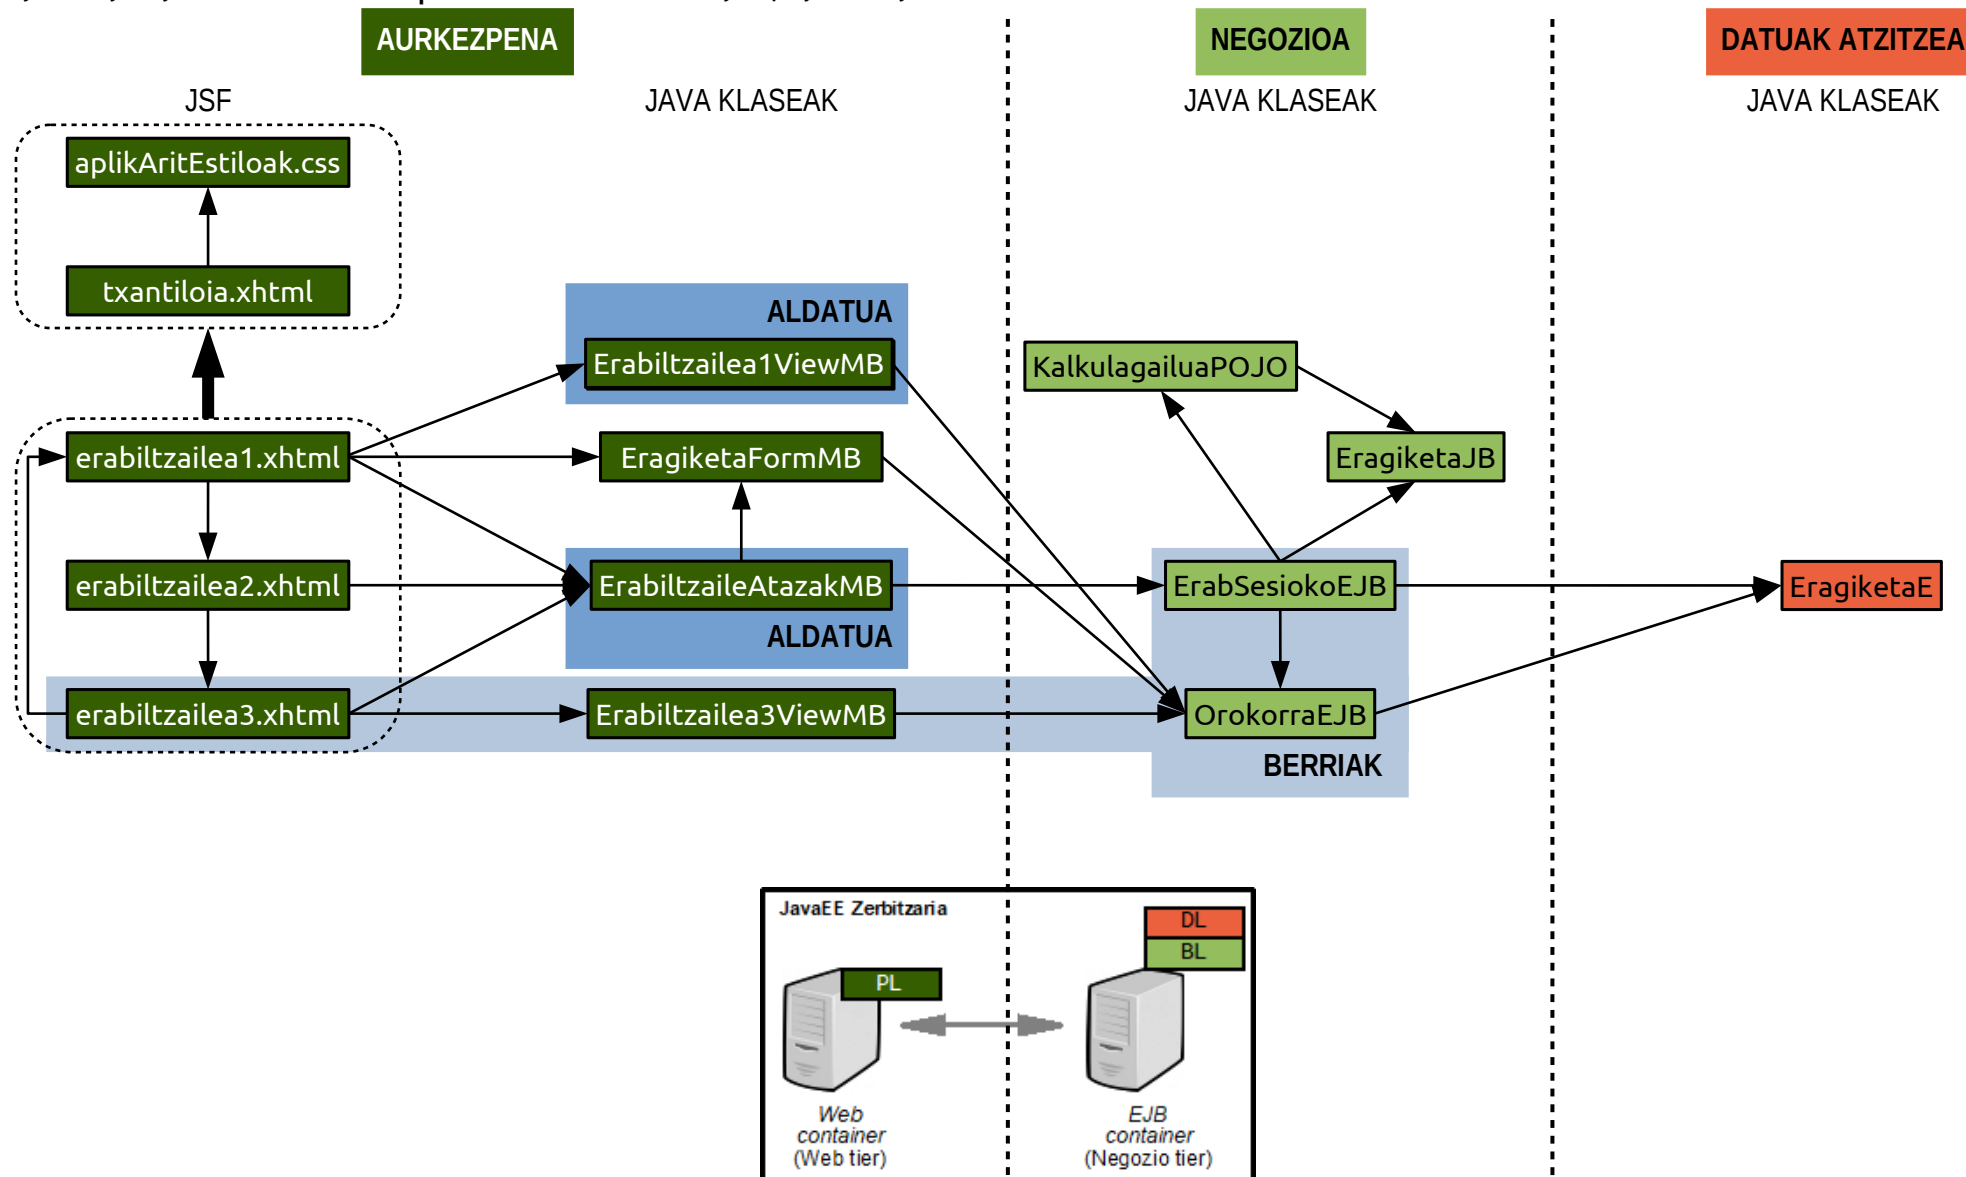 AURKEZPENA
NEGOZIOA
DATUAK ATZITZEA
JSF
JAVA KLASEAK
JAVA KLASEAK
JAVA KLASEAK
aplikAritEstiloak.css
txantiloia.xhtml
ALDATUA
Erabiltzailea1ViewMB
KalkulagailuaPOJO
erabiltzailea1.xhtml
EragiketaFormMB
EragiketaJB
erabiltzailea2.xhtml
ErabiltzaileAtazakMB
ErabSesiokoEJB
EragiketaE
ALDATUA
erabiltzailea3.xhtml
Erabiltzailea3ViewMB
OrokorraEJB
BERRIAK
JavaEE Zerbitzaria
DL
BL
PL
Web
container
(Web tier)
EJB
container
(Negozio tier)